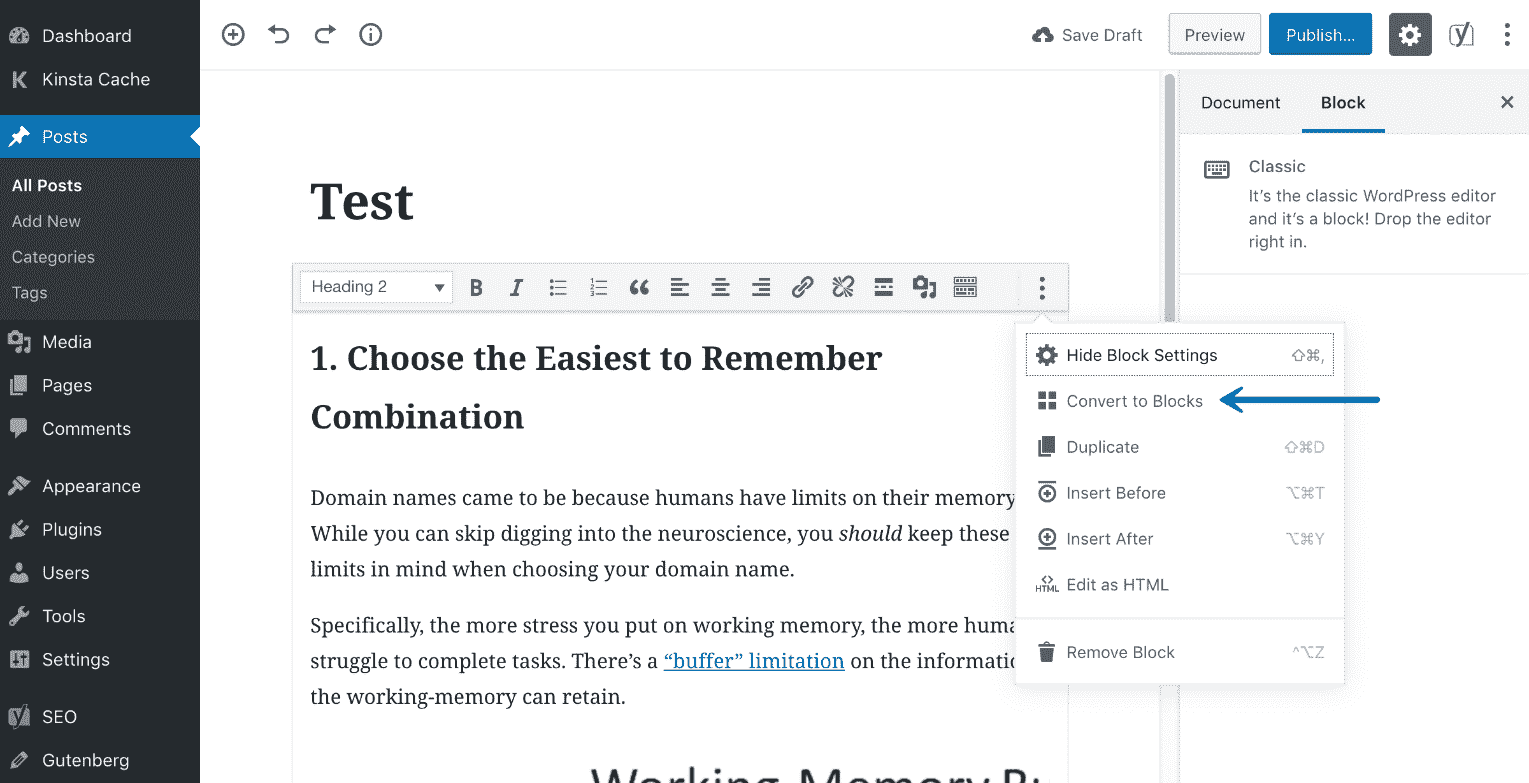 Dashboard
Kinsta Cache
Posts
All Posts
Add New
Categories
Tags
Media
Pages
Comments
Appearance
Plugins
Users
Tools
Settings
SEO
Gutenberg
Save Draft
Preview
Publish...
Test
Heading 2
1. Choose the Easiest to Remember
Combination
Domain names came to be because humans have limits on their memory
While you can skip digging into the neuroscience, you should keep these
limits in mind when choosing your domain name.
Specifically, the more stress you put on working memory, the more
struggle to complete tasks. There’s a “buffer” limitation on the
the working-memory can retain.
Working-Memory
Hide Block Settings ⇧⌘,
Convert to Blocks
Duplicate ⇧⌘D
Insert Before ⌥⌘T
Insert After ⌥⌘Y
HTML Edit as HTML
Remove Block ^⌥Z
Document Block
Classic
It’s the classic WordPress editor
and it’s a block! Drop the editor
right in.